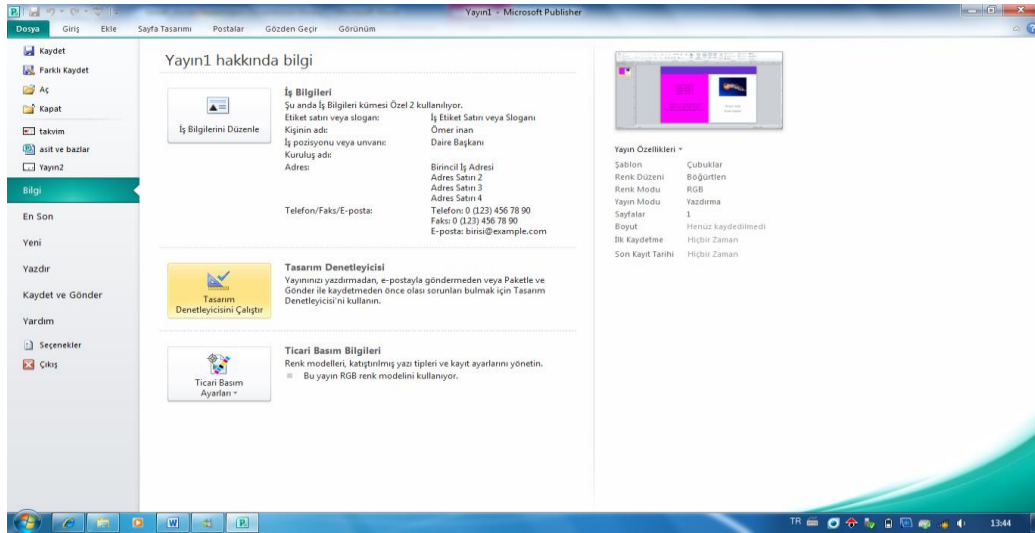 Yayın1 - Microsoft Publisher
Dosya Giriş Ekle Sayfa Tasarımı Postalar Gözden Geçir Görünüm
Kaydet
Farklı Kaydet
Aç
Kapat
takvim
asit ve bazlar
Yayın2
Bilgi
En Son
Yeni
Yazdır
Kaydet ve Gönder
Yardım
Seçenekler
Çıkış
Yayın1 hakkında bilgi
İş Bilgilerini Düzenle
İş Bilgileri
Şu anda İş Bilgileri kümesi Özel 2 kullanılıyor.
Etiket satırı veya slogan: İş Etiket Satırı veya Sloganı
Kişinin adı: Ömer inan
İş pozisyonu veya unvanı: Daire Başkanı
Kuruluş adı:
Adres: Birincil İş Adresi
Adres Satırı 2
Adres Satırı 3
Adres Satırı 4
Telefon/Faks/E-posta: Telefon: 0 (123) 456 78 90
Faks: 0 (123) 456 78 90
E-posta: birisi@example.com
Tasarım
Denetleyicisini Çalıştır
Tasarım Denetleyicisi
Yayınınızı yazdırmadan, e-postayla göndermeden veya Paketle ve
Gönder ile kaydetmeden önce olası sorunları bulmak için Tasarım
Denetleyicisi'ni kullanın.
Ticari Basım
Ayarları
Ticari Basım Bilgileri
Renk modelleri, katıştırılmış yazı tipleri ve kayıt ayarlarını yönetin.
Bu yayın RGB renk modelini kullanıyor.
Yayın Özellikleri
Şablon Çubuklar
Renk Düzeni Böğürtlen
Renk Modu RGB
Yayın Modu Yazdırma
Sayfalar 1
Boyut Henüz kaydedilmedi
İlk Kaydetme Hiçbir Zaman
Son Kayıt Tarihi Hiçbir Zaman
TR 13:44